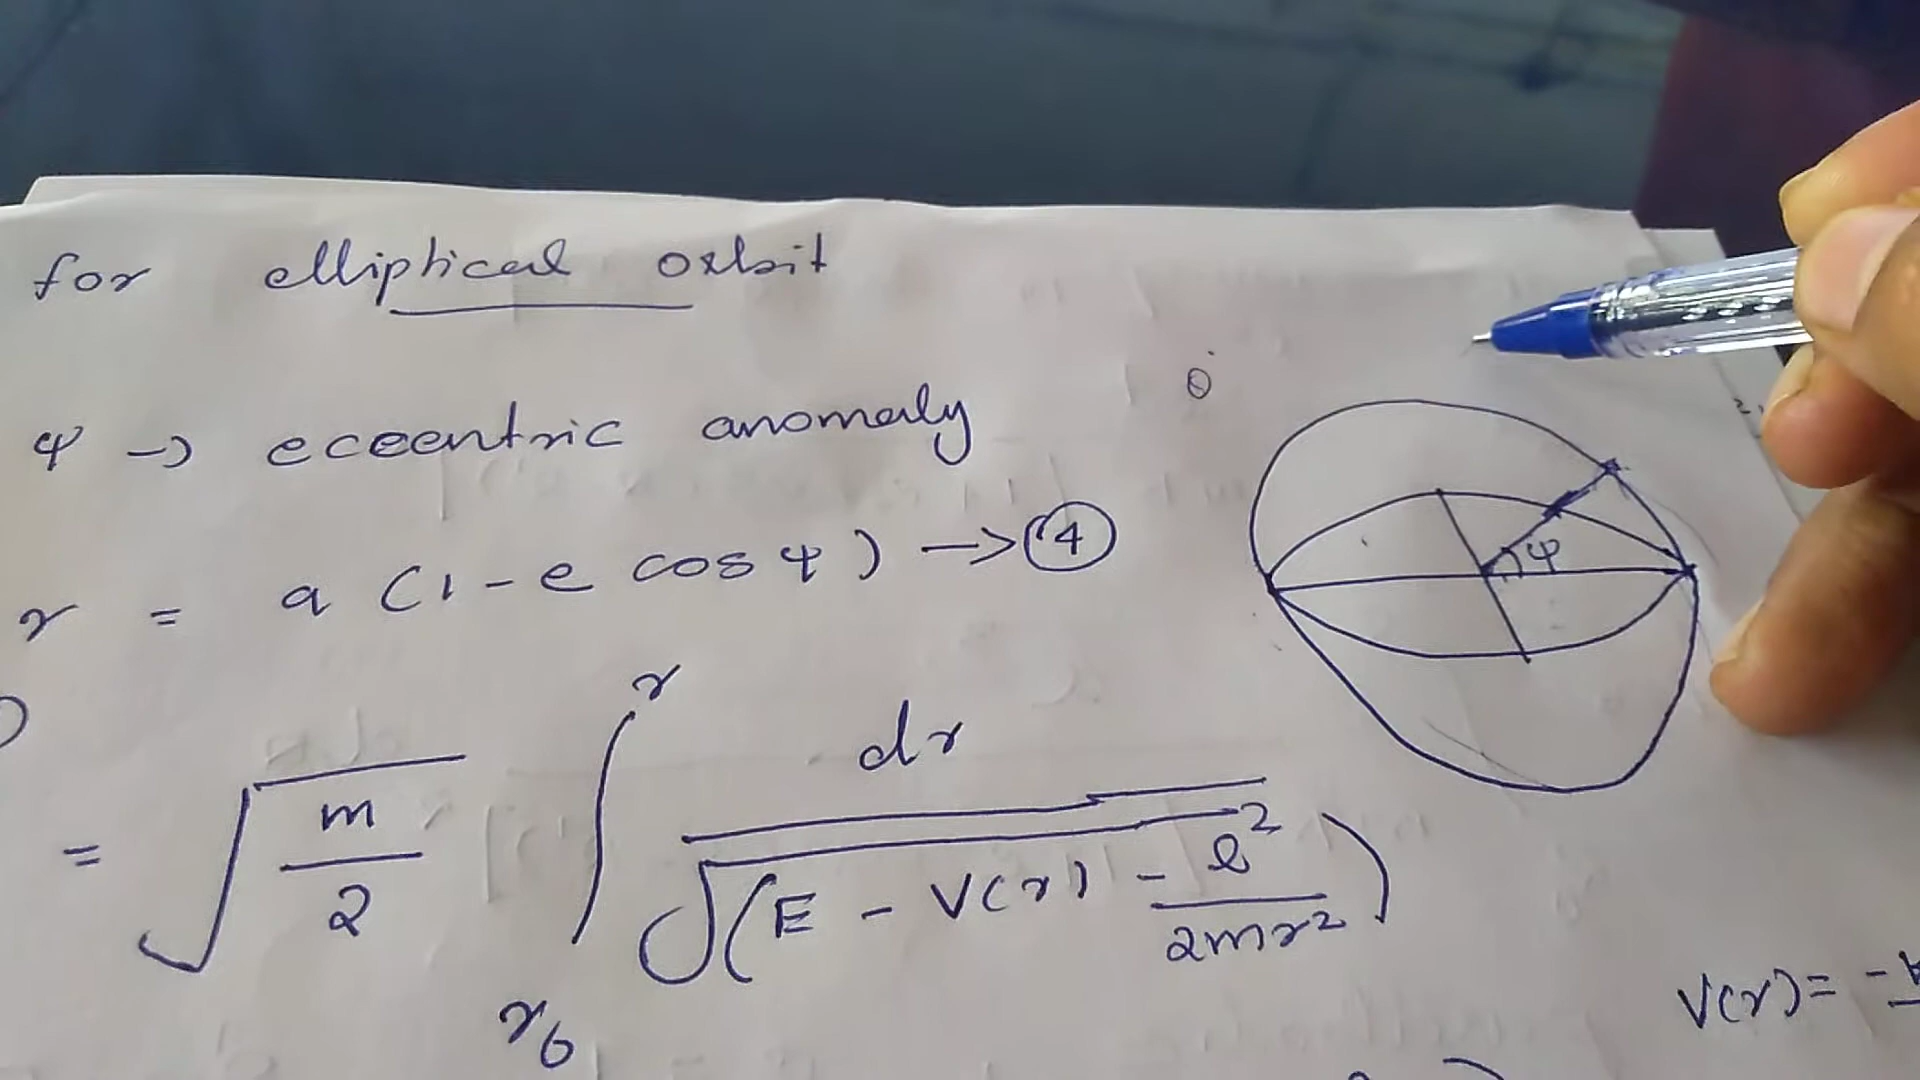 for elliptical orbit
θ
ψ → eccentric anomaly
r = a (1 - e cos ψ) → ④
ψ
= √(m/2) ∫_{r₀}^{r} dr / √(E - V(r) - l²/2mr²)
V(r) = -k